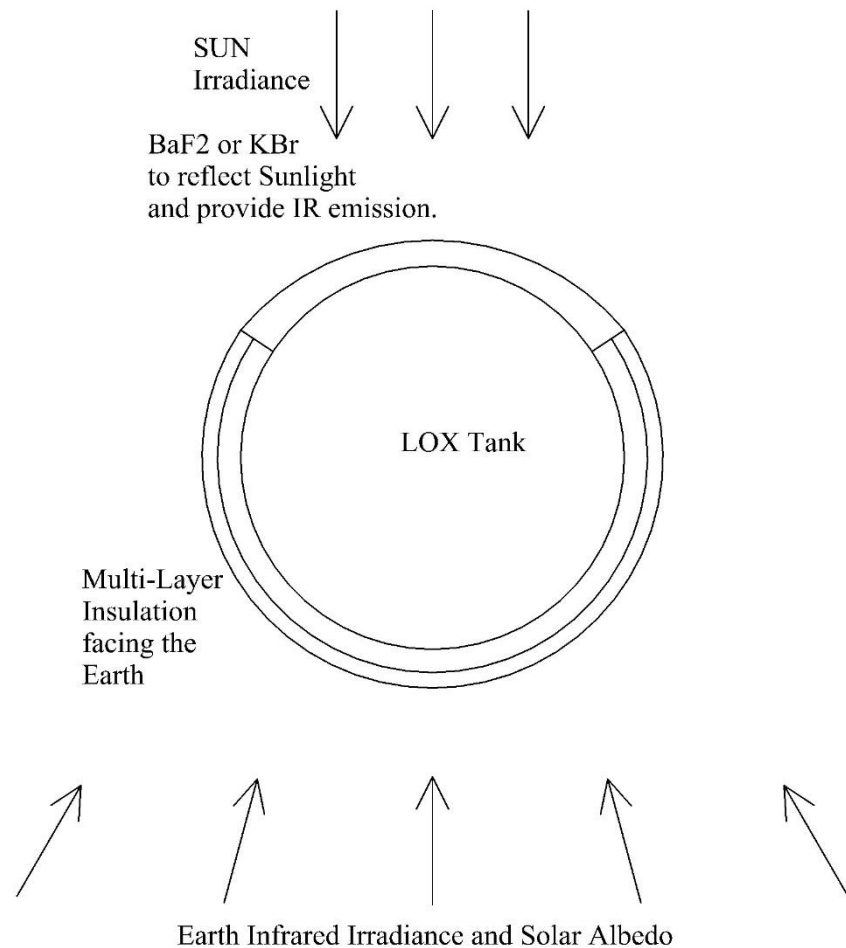 SUN
Irradiance
BaF2 or KBr
to reflect Sunlight
and provide IR emission.
LOX Tank
Multi-Layer
Insulation
facing the
Earth
Earth Infrared Irradiance and Solar Albedo